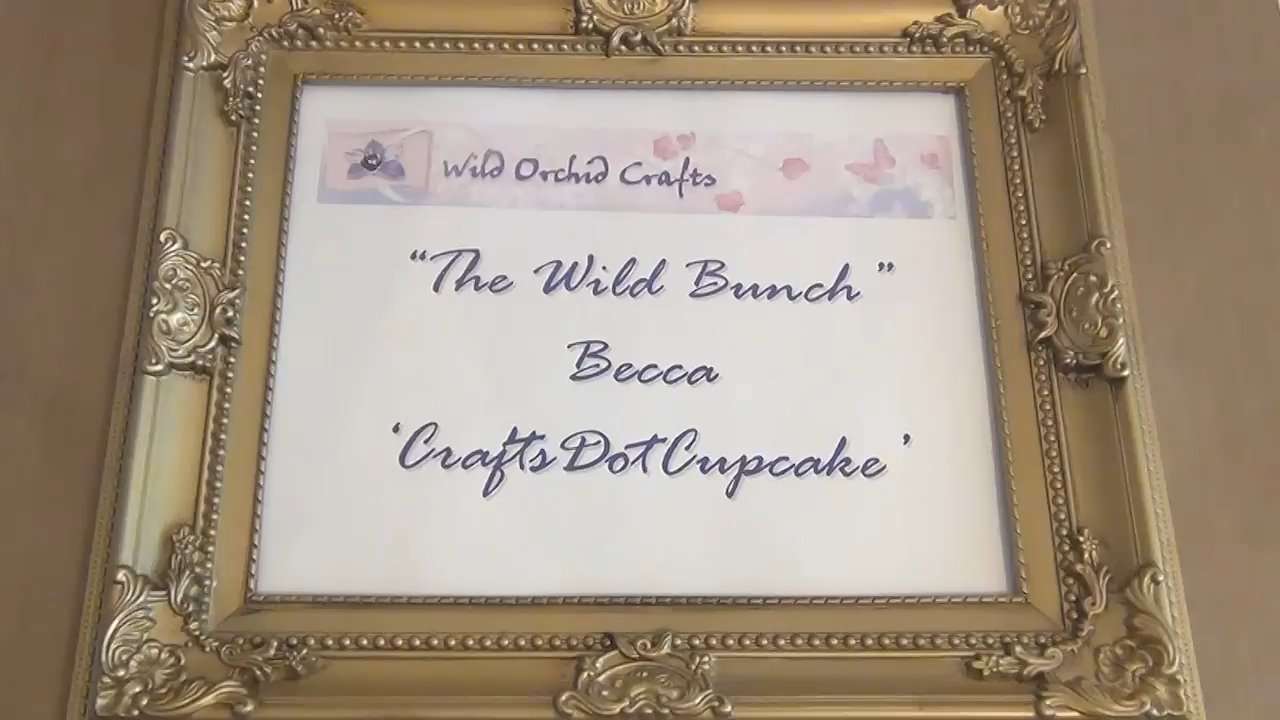 Wild Orchid Crafts
“The Wild Bunch”
Becca
‘CraftsDotCupcake’